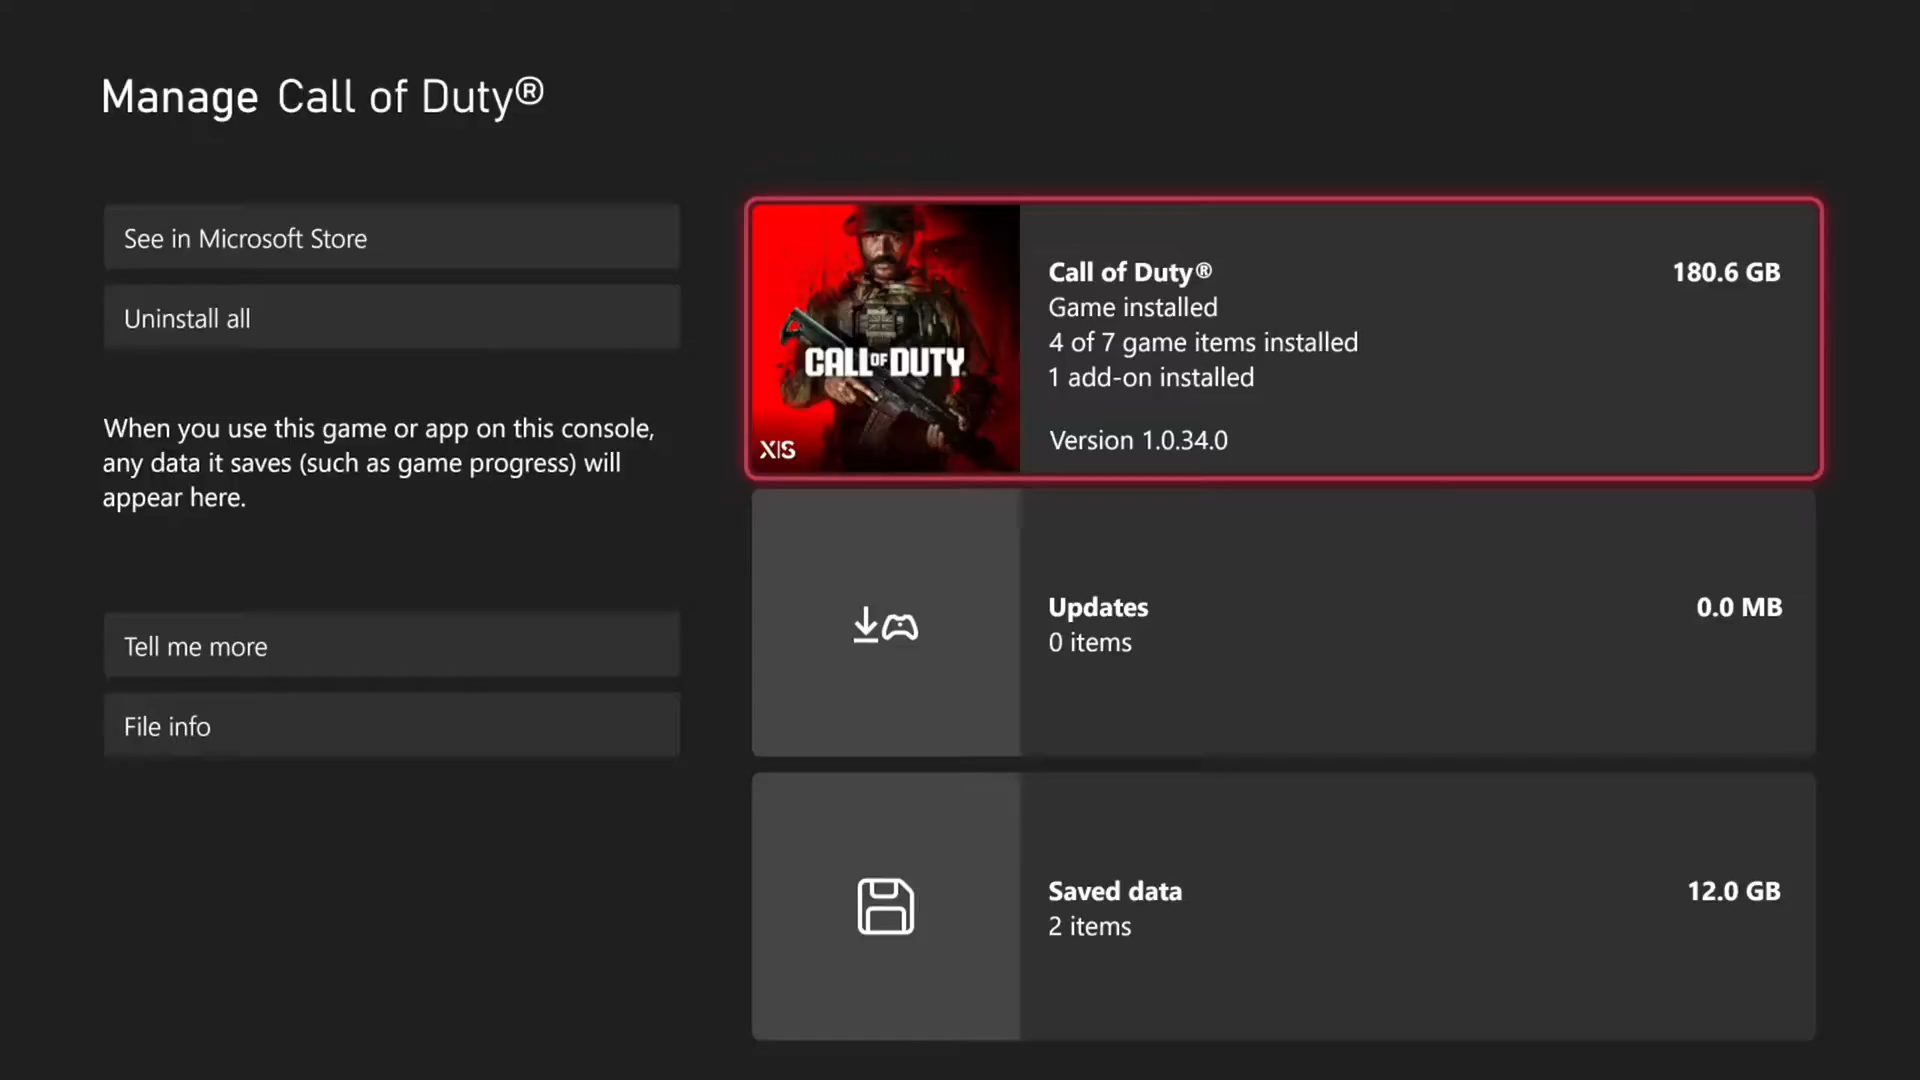 Manage Call of Duty®
See in Microsoft Store
Uninstall all
When you use this game or app on this console,
any data it saves (such as game progress) will
appear here.
Tell me more
File info
CALL OF DUTY
X|S
Call of Duty®
180.6 GB
Game installed
4 of 7 game items installed
1 add-on installed
Version 1.0.34.0
Updates
0.0 MB
0 items
Saved data
12.0 GB
2 items